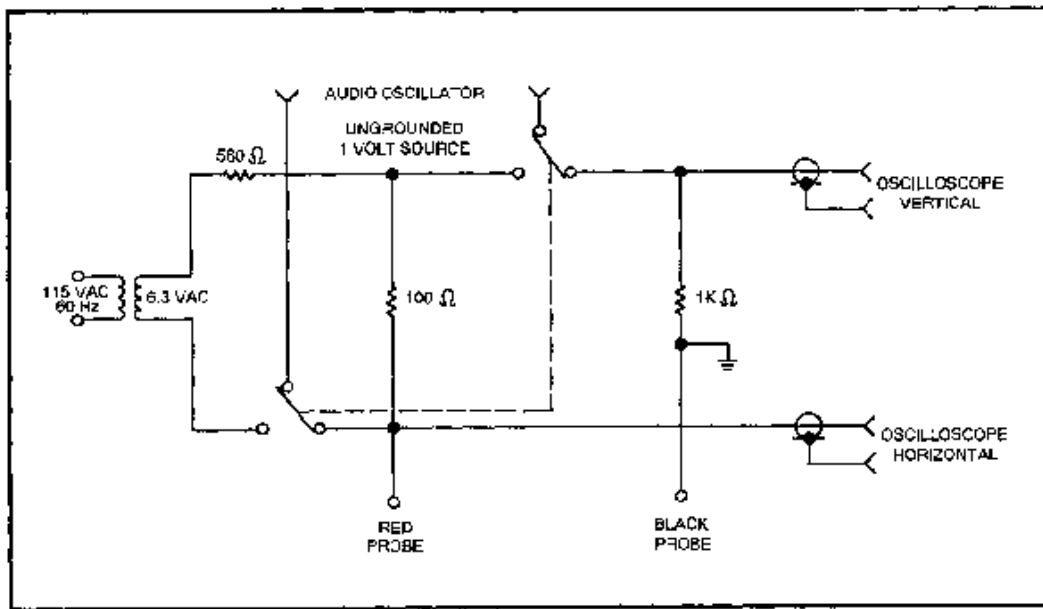 AUDIO OSCILLATOR
UNGROUNDED
1 VOLT SOURCE
560 Ω
OSCILLOSCOPE
VERTICAL
115 VAC
60 Hz
6.3 VAC
100 Ω
1K Ω
OSCILLOSCOPE
HORIZONTAL
RED
PROBE
BLACK
PROBE